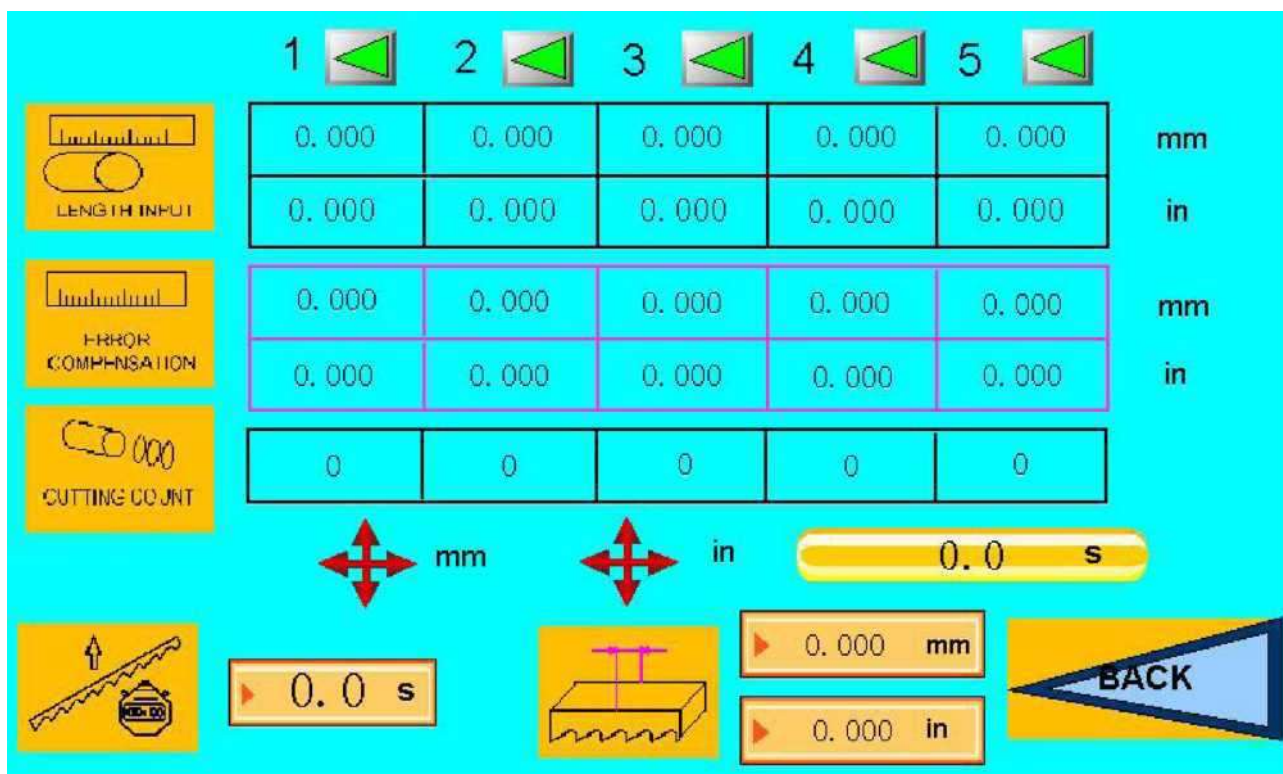 1 2 3 4 5
LENGTH INPUT
0.000 0.000 0.000 0.000 0.000 mm
0.000 0.000 0.000 0.000 0.000 in
ERROR
COMPENSATION
0.000 0.000 0.000 0.000 0.000 mm
0.000 0.000 0.000 0.000 0.000 in
CUTTING COUNT
0 0 0 0 0
mm in 0.0 s
0.0 s
0.000 mm
0.000 in
BACK